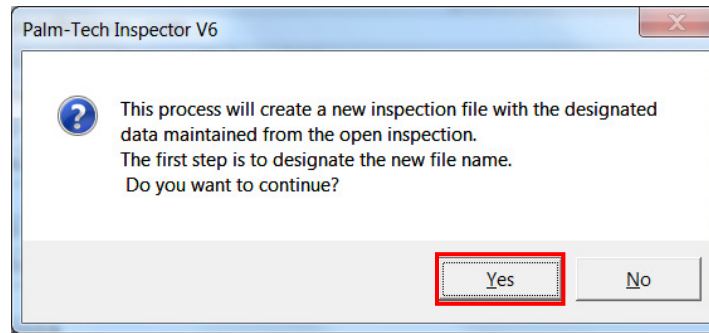 Palm-Tech Inspector V6
This process will create a new inspection file with the designated
data maintained from the open inspection.
The first step is to designate the new file name.
Do you want to continue?
Yes
No